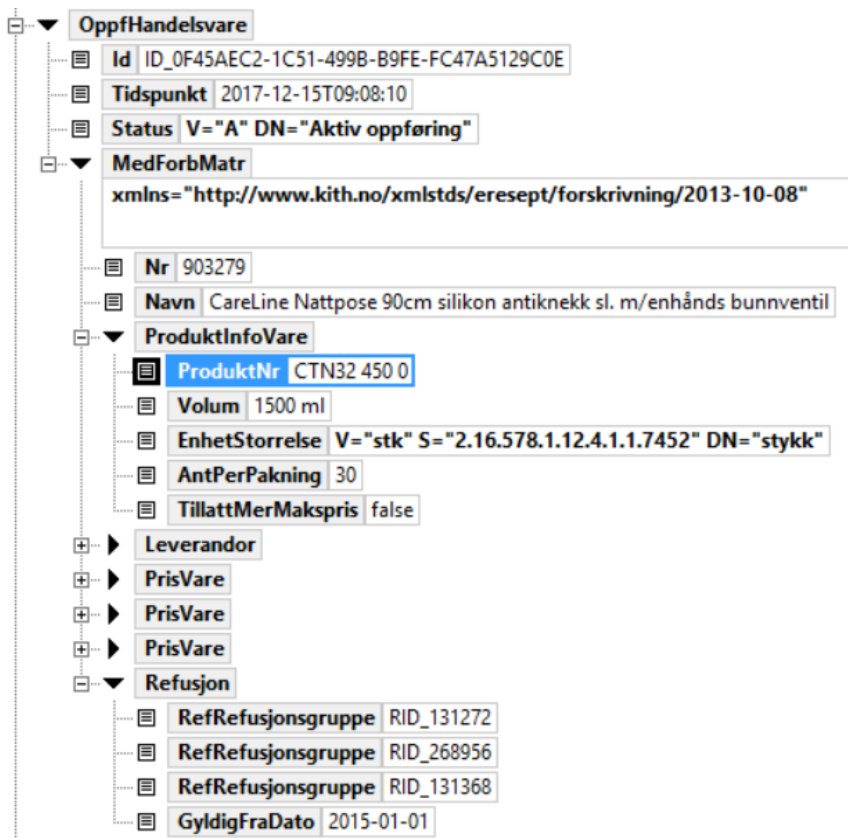 OppfHandelsvare
Id ID_0F45AEC2-1C51-499B-B9FE-FC47A5129C0E
Tidspunkt 2017-12-15T09:08:10
Status V="A" DN="Aktiv oppføring"
MedForbMatr
xmlns="http://www.kith.no/xmlstds/eresept/forskrivning/2013-10-08"
Nr 903279
Navn CareLine Nattpose 90cm silikon antiknekk sl. m/enhånds bunnventil
ProduktInfoVare
ProduktNr CTN32 450 0
Volum 1500 ml
EnhetStorrelse V="stk" S="2.16.578.1.12.4.1.1.7452" DN="stykk"
AntPerPakning 30
TillattMerMakspris false
Leverandor
PrisVare
PrisVare
PrisVare
Refusjon
RefRefusjonsgruppe RID_131272
RefRefusjonsgruppe RID_268956
RefRefusjonsgruppe RID_131368
GyldigFraDato 2015-01-01